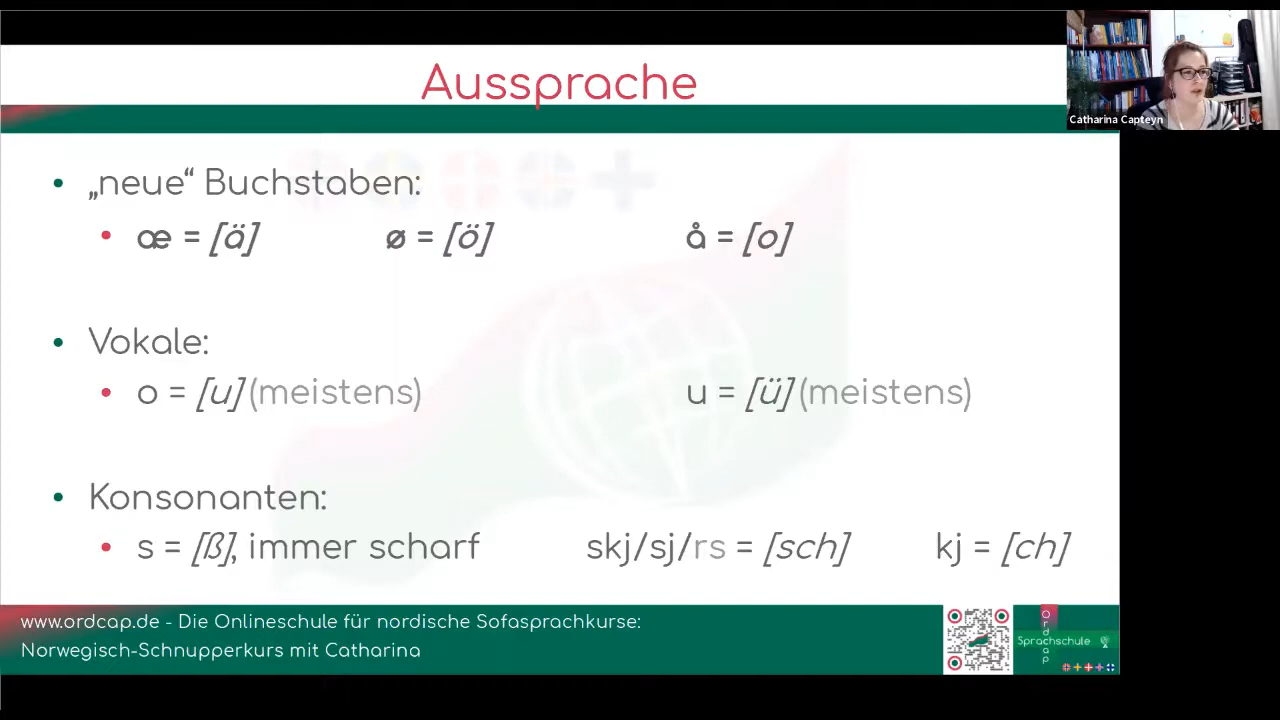 Aussprache
Catharina Capteyn
„neue“ Buchstaben:
æ = [ä] ø = [ö] å = [o]
Vokale:
o = [u] (meistens) u = [ü] (meistens)
Konsonanten:
s = [ß], immer scharf skj/sj/rs = [sch] kj = [ch]
www.ordcap.de - Die Onlineschule für nordische Sofasprachkurse:
Norwegisch-Schnupperkurs mit Catharina
Ordcap
Sprachschule